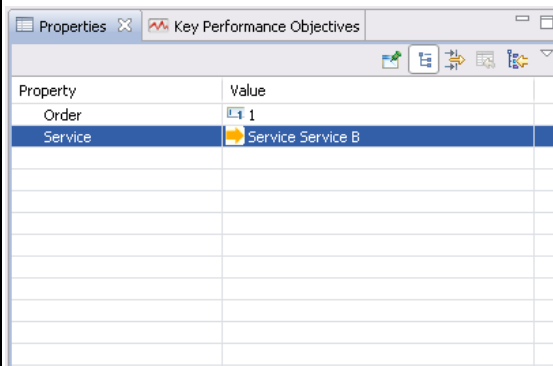 Properties Key Performance Objectives
Property Value
Order 1
Service Service Service B